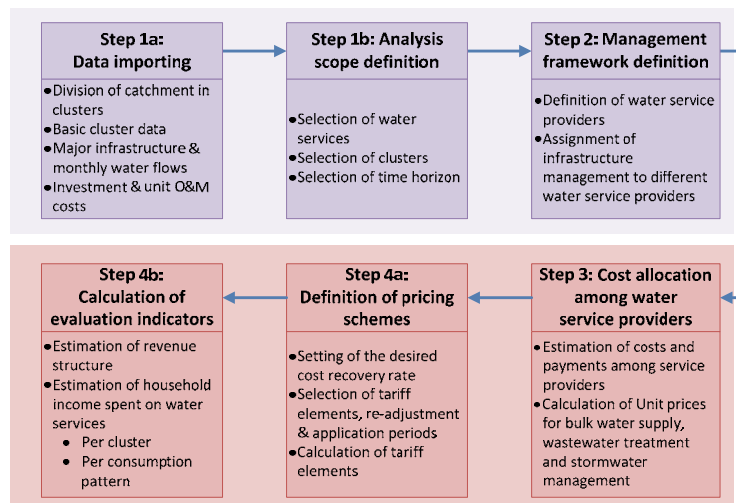 Step 1a:
Data importing
●Division of catchment in
clusters
●Basic cluster data
●Major infrastructure &
monthly water flows
●Investment & unit O&M
costs
Step 1b: Analysis
scope definition
●Selection of water
services
●Selection of clusters
●Selection of time horizon
Step 2: Management
framework definition
●Definition of water service
providers
●Assignment of
infrastructure
management to different
water service providers
Step 4b:
Calculation of
evaluation indicators
●Estimation of revenue
structure
●Estimation of household
income spent on water
services
● Per cluster
● Per consumption
pattern
Step 4a:
Definition of pricing
schemes
●Setting of the desired
cost recovery rate
●Selection of tariff
elements, re-adjustment
& application periods
●Calculation of tariff
elements
Step 3: Cost allocation
among water
service providers
●Estimation of costs and
payments among service
providers
●Calculation of Unit prices
for bulk water supply,
wastewater treatment
and stormwater
management